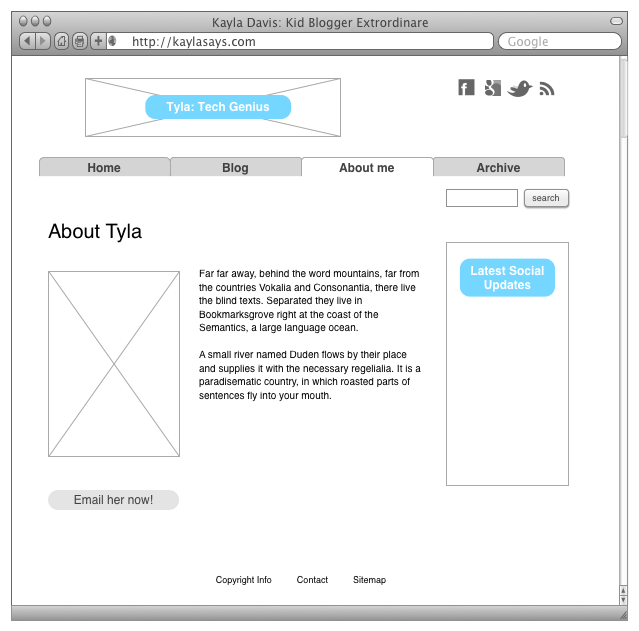 Kayla Davis: Kid Blogger Extrordinare
http://kaylasays.com
Google
Tyla: Tech Genius
Home
Blog
About me
Archive
search
About Tyla
Latest Social
Updates
Far far away, behind the word mountains, far from
the countries Vokalia and Consonantia, there live
the blind texts. Separated they live in
Bookmarksgrove right at the coast of the
Semantics, a large language ocean.
A small river named Duden flows by their place
and supplies it with the necessary regelialia. It is a
paradisematic country, in which roasted parts of
sentences fly into your mouth.
Email her now!
Copyright Info
Contact
Sitemap